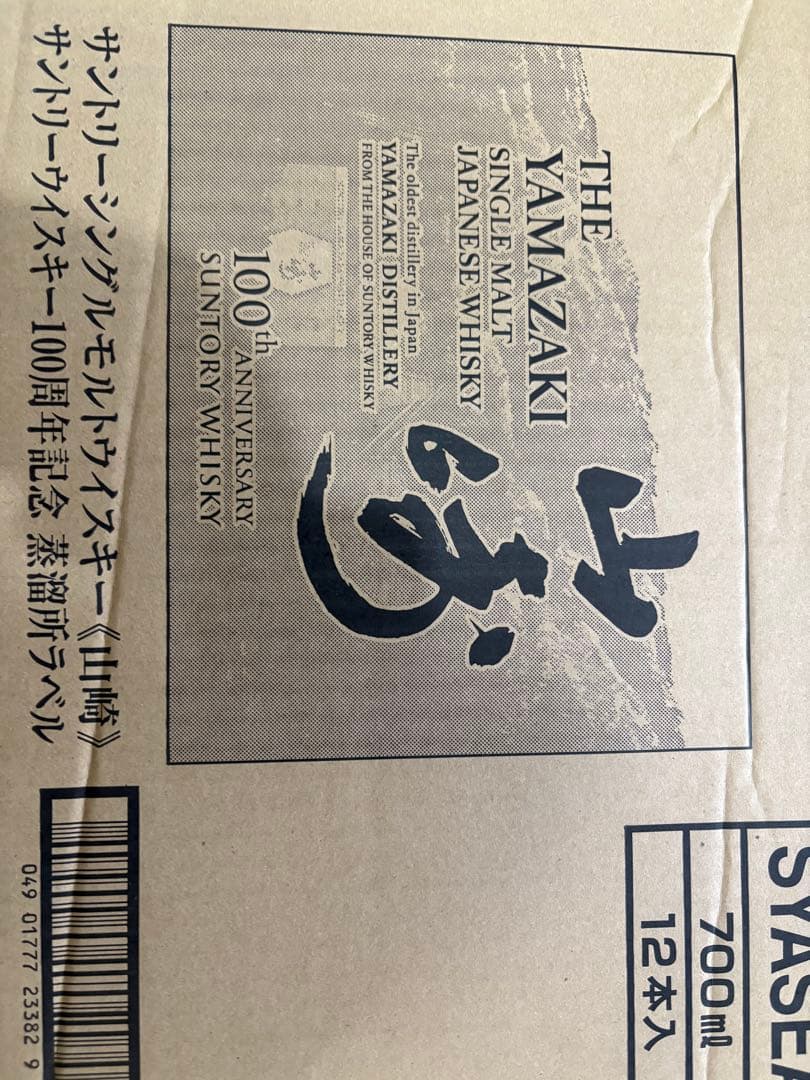 THE
YAMAZAKI
SINGLE MALT
JAPANESE WHISKY
The oldest distillery in Japan
YAMAZAKI DISTILLERY
FROM THE HOUSE OF SUNTORY WHISKY
100th ANNIVERSARY
SUNTORY WHISKY
山崎
サントリーシングルモルトウイスキー《山崎》
サントリーウイスキー100周年記念 蒸溜所ラベル
SYASE
700㎖
12本入
049 01777 23382 9